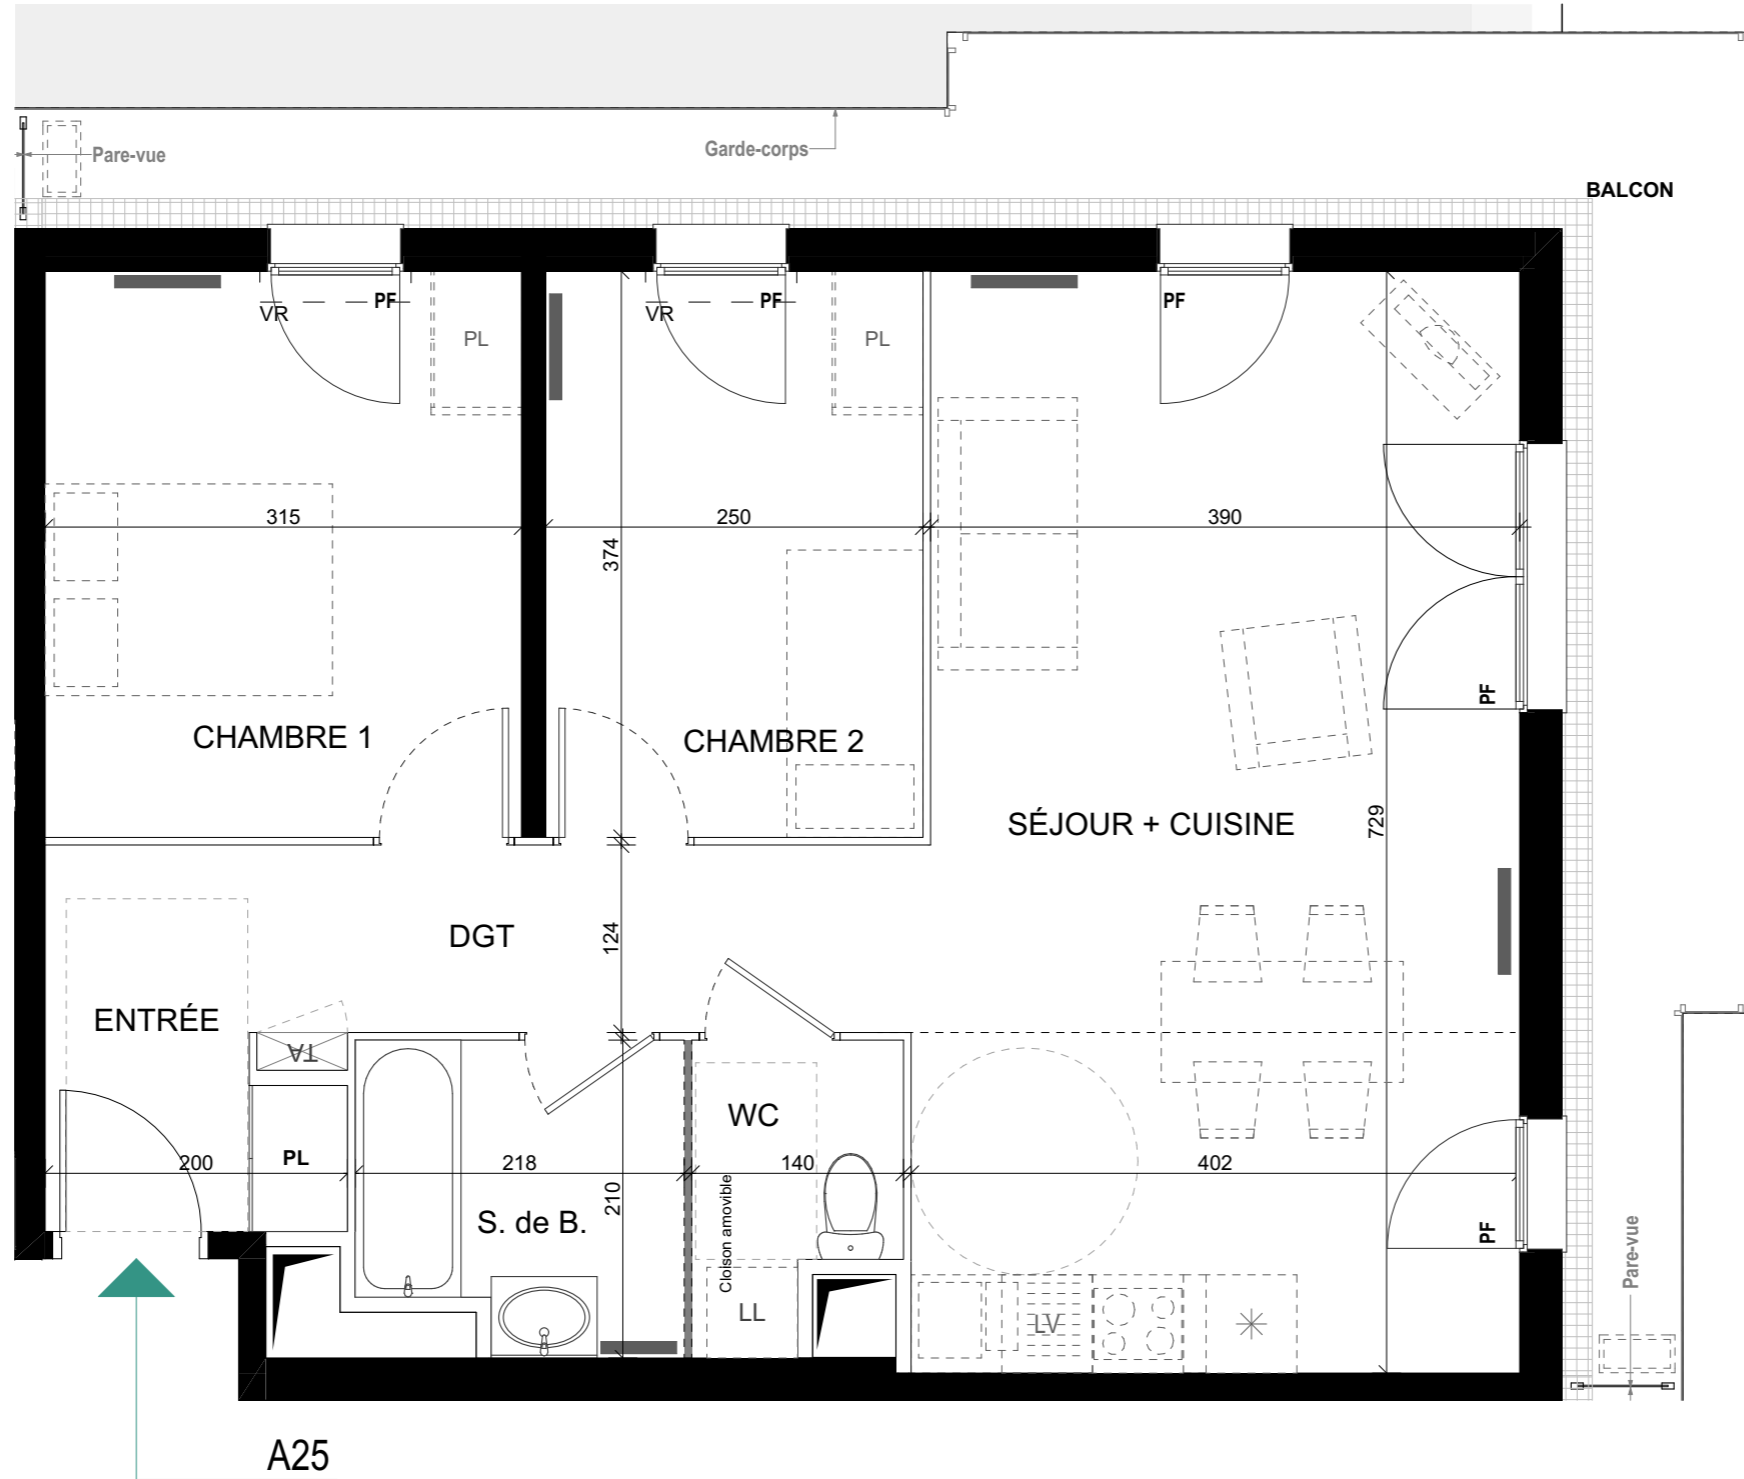 Pare-vue
Garde-corps
BALCON
VR
PF
PL
VR
PF
PL
PF
315
250
390
374
PF
CHAMBRE 1
CHAMBRE 2
SÉJOUR + CUISINE
729
DGT
124
ENTRÉE
TA
WC
PL
200
218
140
402
210
S. de B.
Cloison amovible
PF
Pare-vue
LL
LV
A25